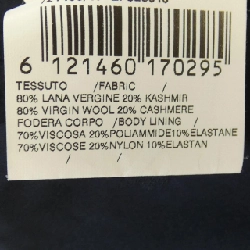 6 121460 170295
TESSUTO /FABRIC /
80% LANA VERGINE 20% KASHMIR
80% VIRGIN WOOL 20% CASHMERE
FODERA CORPO /BODY LINING /
70%VISCOSA 20%POLIAMMIDE10%ELASTANE
70%VISCOSE 20%NYLON 10%ELASTAN
/ /